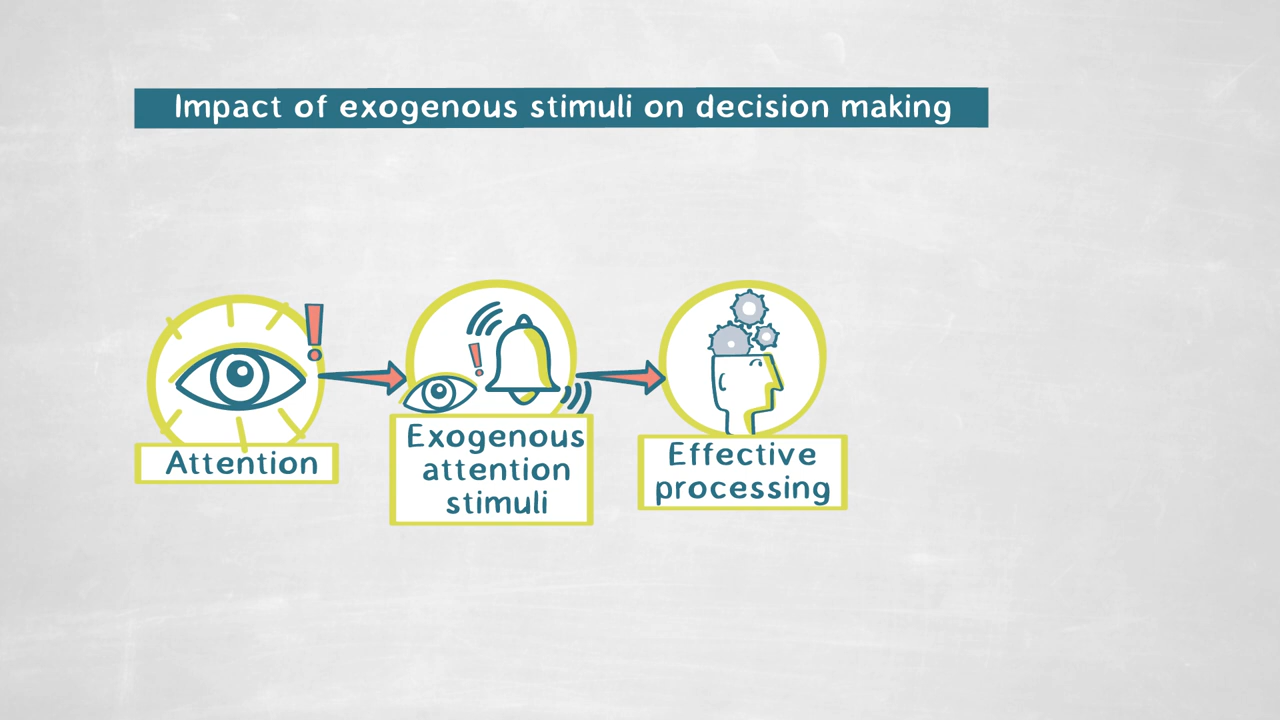 Impact of exogenous stimuli on decision making
Attention
Exogenous
attention
stimuli
Effective
processing